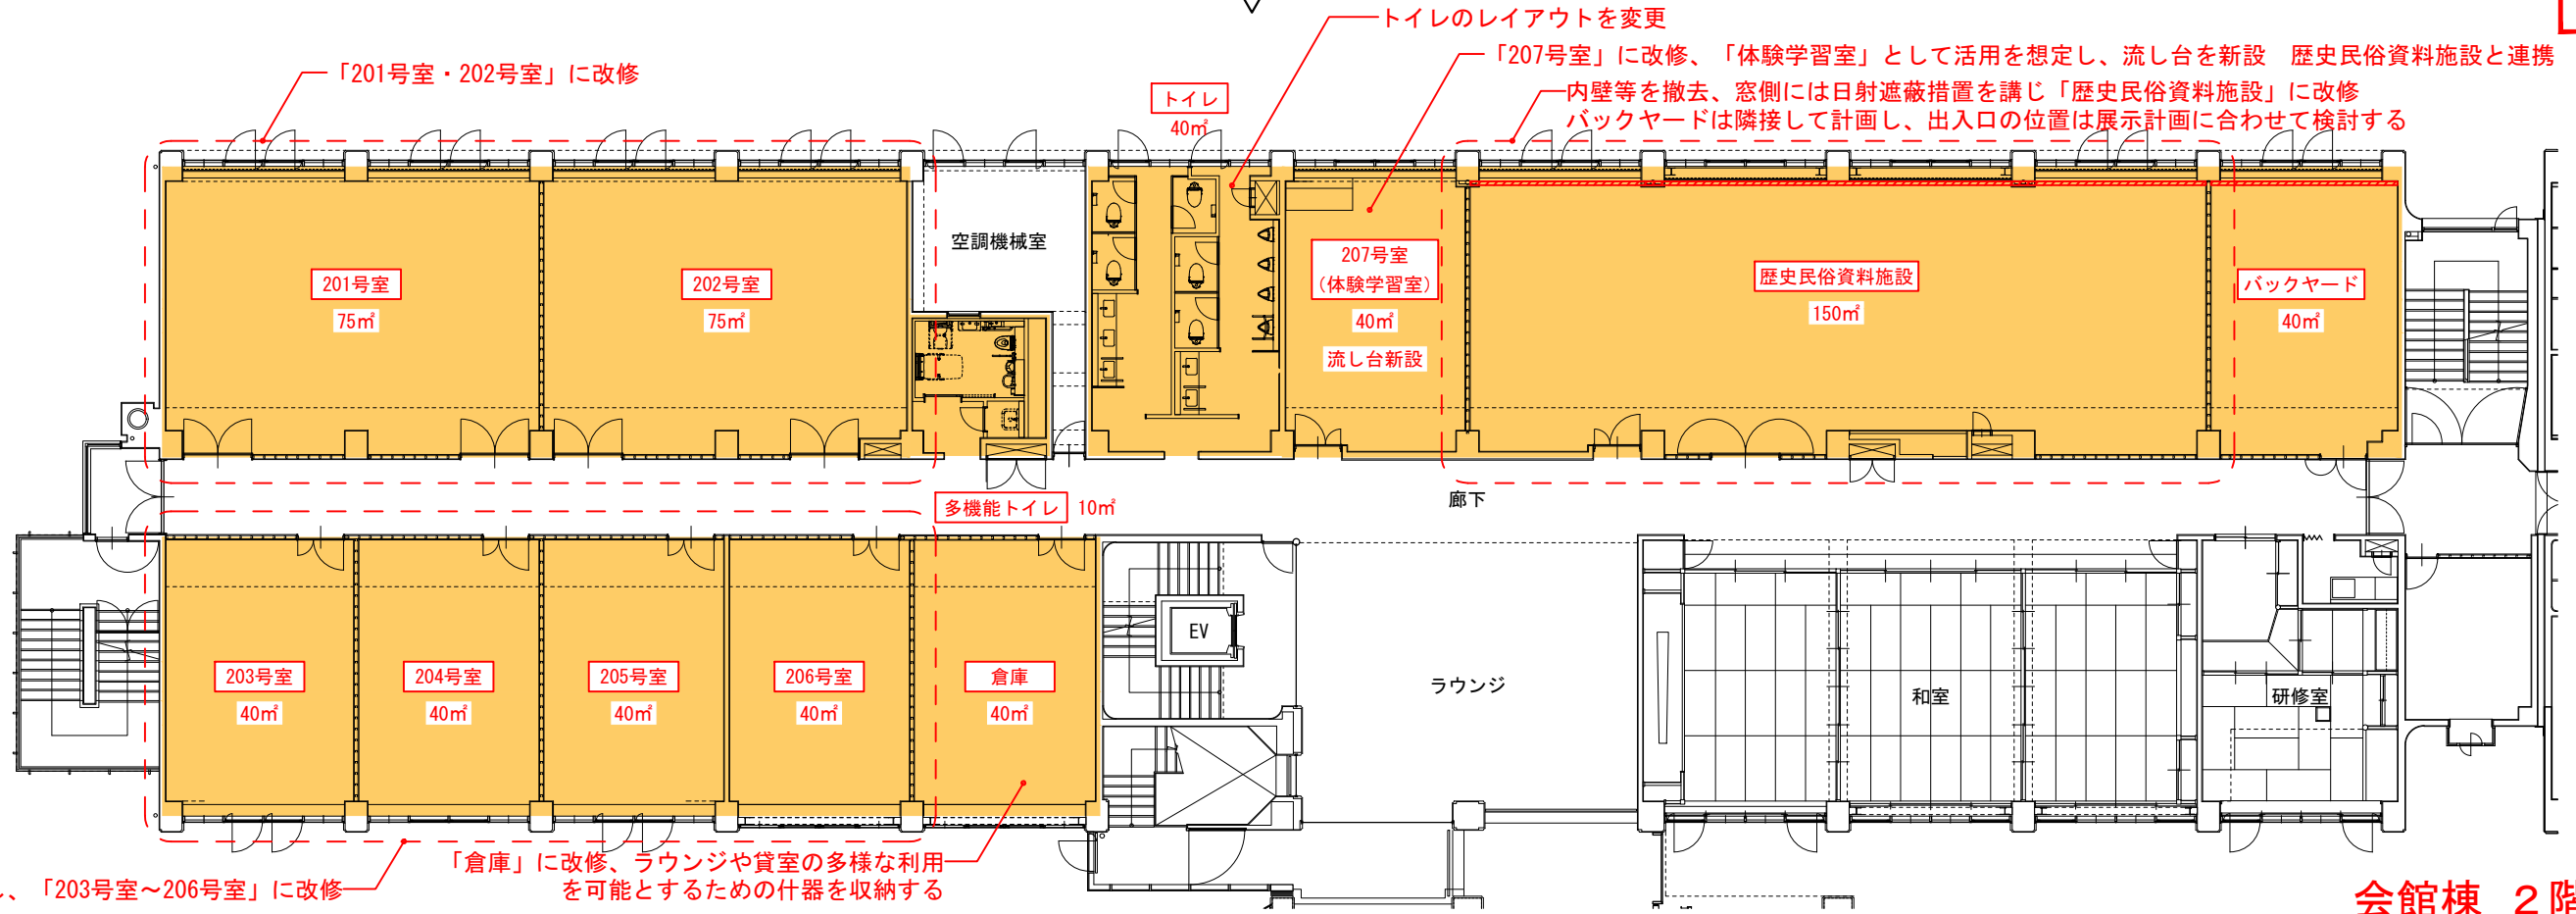 トイレのレイアウトを変更
「207号室」に改修、「体験学習室」として活用を想定し、流し台を新設　歴史民俗資料施設と連携
「201号室・202号室」に改修
内壁等を撤去、窓側には日射遮蔽措置を講じ「歴史民俗資料施設」に改修
バックヤードは隣接して計画し、出入口の位置は展示計画に合わせて検討する
トイレ
40㎡
空調機械室
201号室
75㎡
202号室
75㎡
207号室
(体験学習室)
40㎡
流し台新設
歴史民俗資料施設
150㎡
バックヤード
40㎡
多機能トイレ 10㎡
廊下
203号室
40㎡
204号室
40㎡
205号室
40㎡
206号室
40㎡
倉庫
40㎡
EV
ラウンジ
和室
研修室
「倉庫」に改修、ラウンジや貸室の多様な利用
を可能とするための什器を収納する
、「203号室～206号室」に改修
会館棟 2階